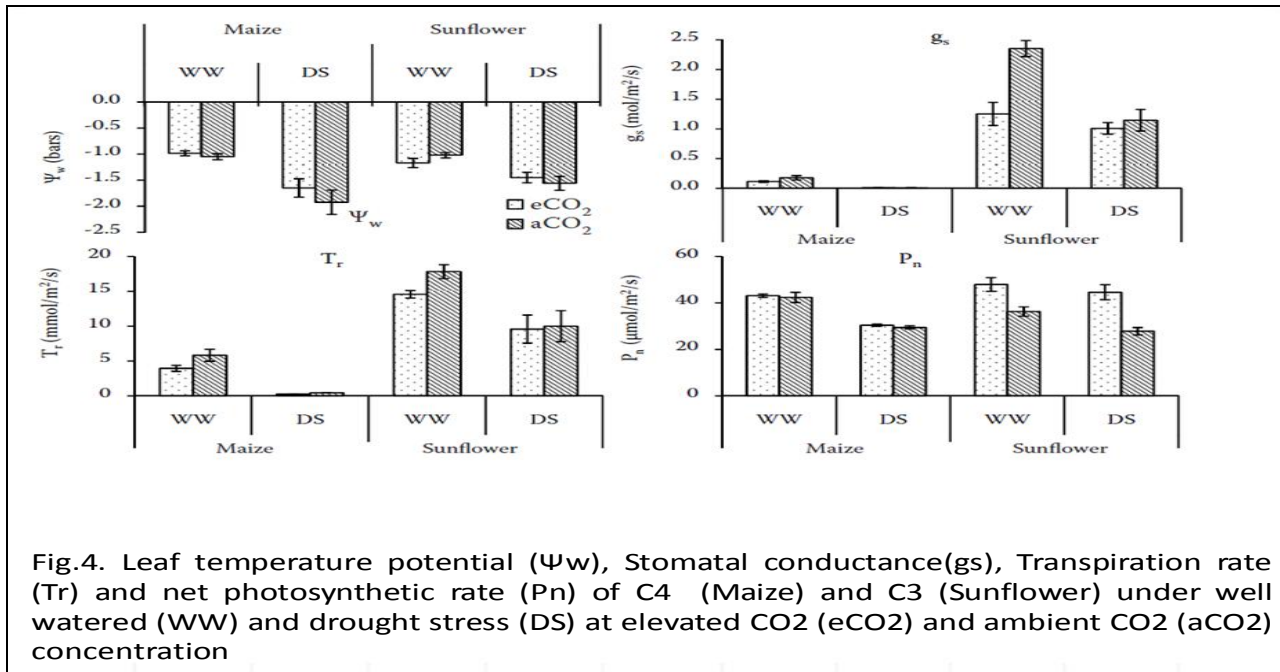 Maize Sunflower
WW DS WW DS
0.0
-0.5
-1.0
-1.5
-2.0
-2.5
Ψw (bars)
Ψw
eCO2
aCO2
gs
2.5
2.0
1.5
1.0
0.5
0.0
gs (mol/m2/s)
WW DS WW DS
Maize Sunflower
Tr
20
15
10
5
0
Tr (mmol/m2/s)
WW DS WW DS
Maize Sunflower
Pn
60
40
20
0
Pn (µmol/m2/s)
WW DS WW DS
Maize Sunflower
Fig.4. Leaf temperature potential (Ψw), Stomatal conductance(gs), Transpiration rate
(Tr) and net photosynthetic rate (Pn) of C4 (Maize) and C3 (Sunflower) under well
watered (WW) and drought stress (DS) at elevated CO2 (eCO2) and ambient CO2 (aCO2)
concentration